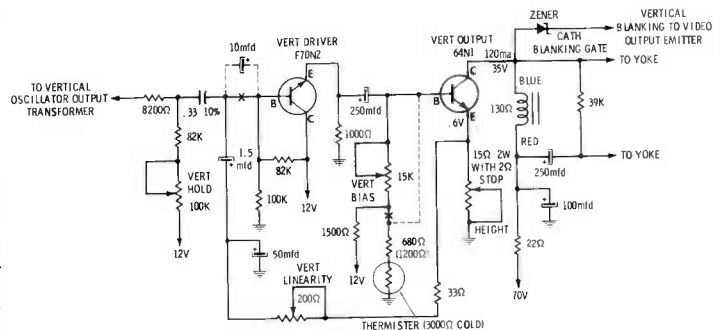 ZENER
VERTICAL
BLANKING TO VIDEO
OUTPUT EMITTER
CATH
BLANKING GATE
VERT OUTPUT
64N1
120ma
35V
TO YOKE
VERT DRIVER
F70N2
10mfd
TO VERTICAL
OSCILLATOR OUTPUT
TRANSFORMER
8200Ω
.33
10%
B
E
C
250mfd
B
C
E
.6V
BLUE
130Ω
RED
39K
TO YOKE
250mfd
82K
1.5
mfd
82K
1000Ω
15K
VERT
BIAS
15Ω 2W
WITH 2Ω
STOP
HEIGHT
100mfd
VERT
HOLD
100K
12V
100K
12V
1500Ω
12V
680Ω
(1200Ω)
22Ω
70V
50mfd
VERT
LINEARITY
200Ω
33Ω
THERMISTER (3000Ω COLD)